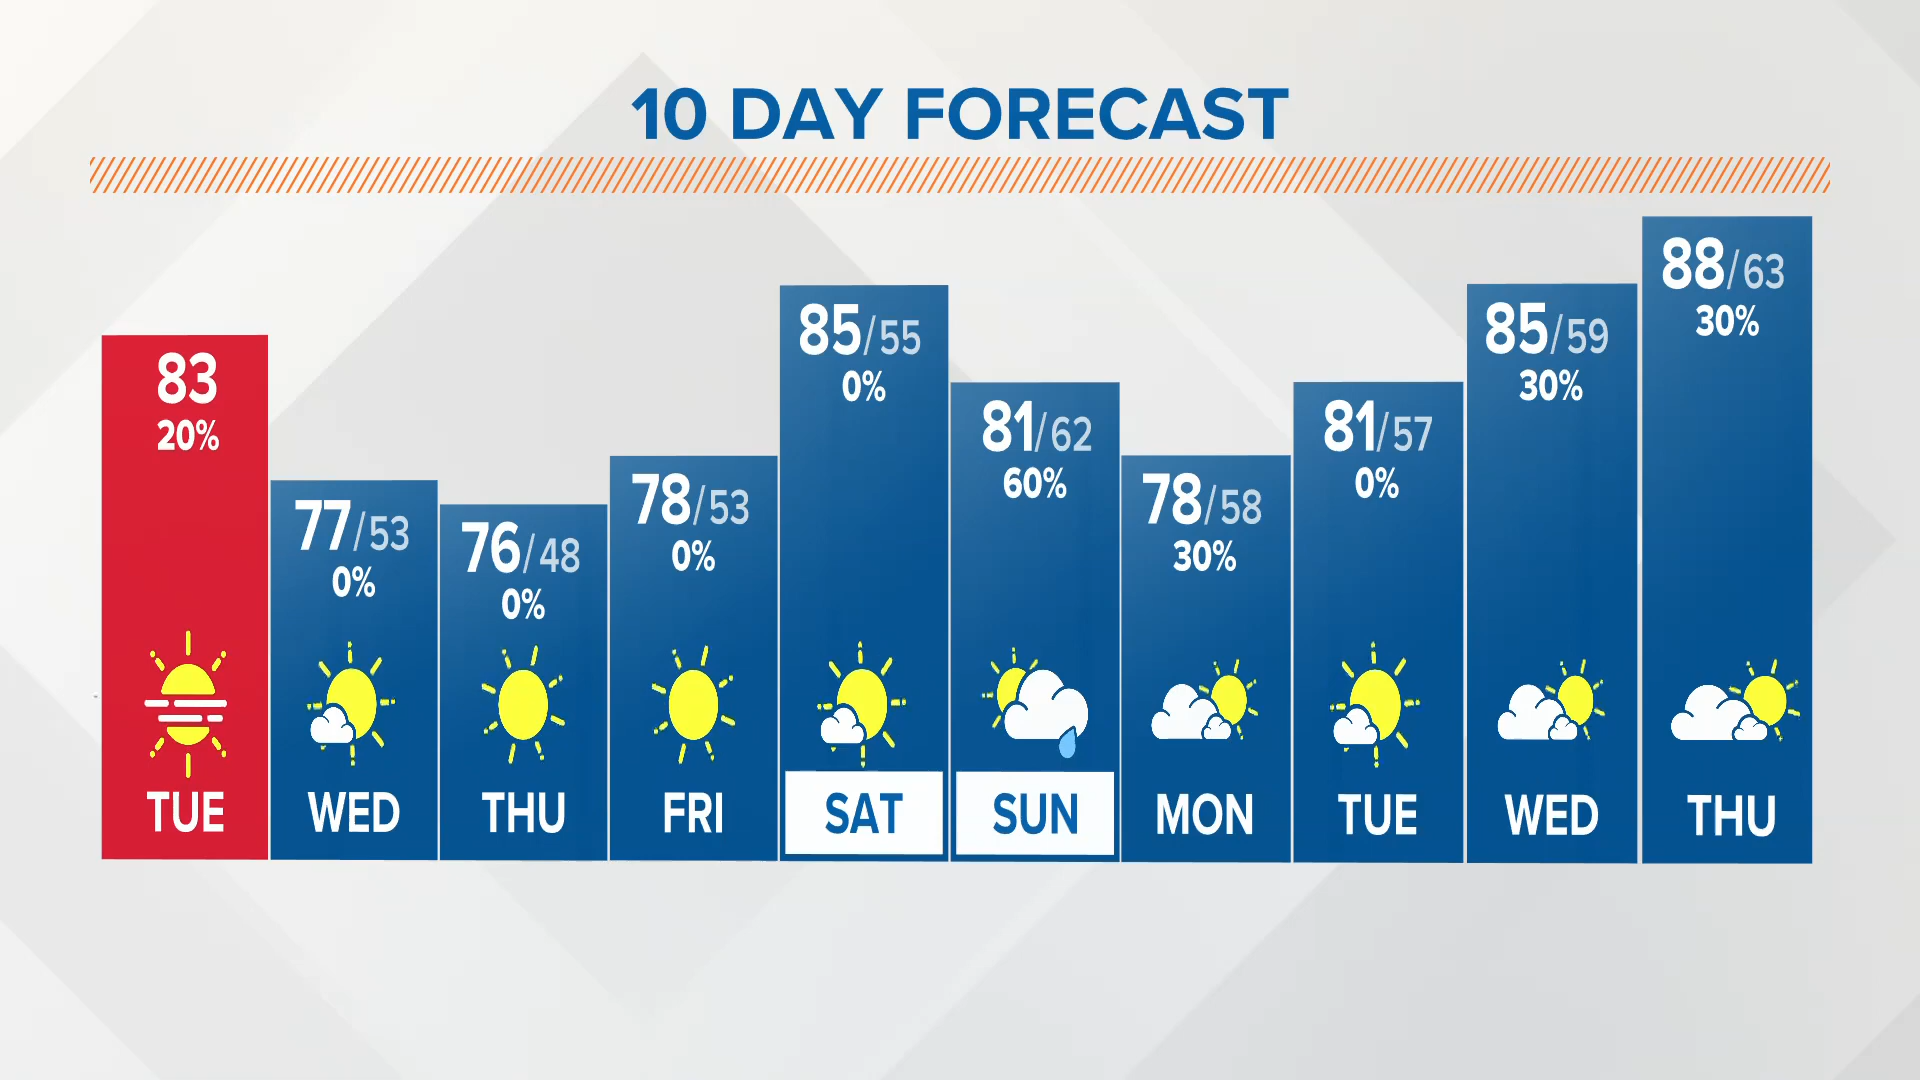 10 DAY FORECAST
83
20%
TUE
77/53
0%
WED
76/48
0%
THU
78/53
0%
FRI
85/55
0%
SAT
81/62
60%
SUN
78/58
30%
MON
81/57
0%
TUE
85/59
30%
WED
88/63
30%
THU